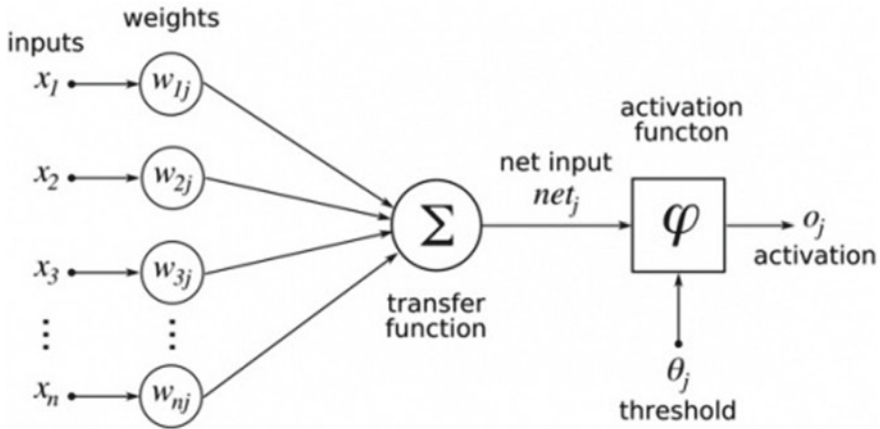 weights
inputs
x₁ w₁ⱼ
activation
functon
x₂ w₂ⱼ
net input
netⱼ
Σ
φ
oⱼ
activation
x₃ w₃ⱼ
transfer
function
θⱼ
threshold
xₙ wₙⱼ